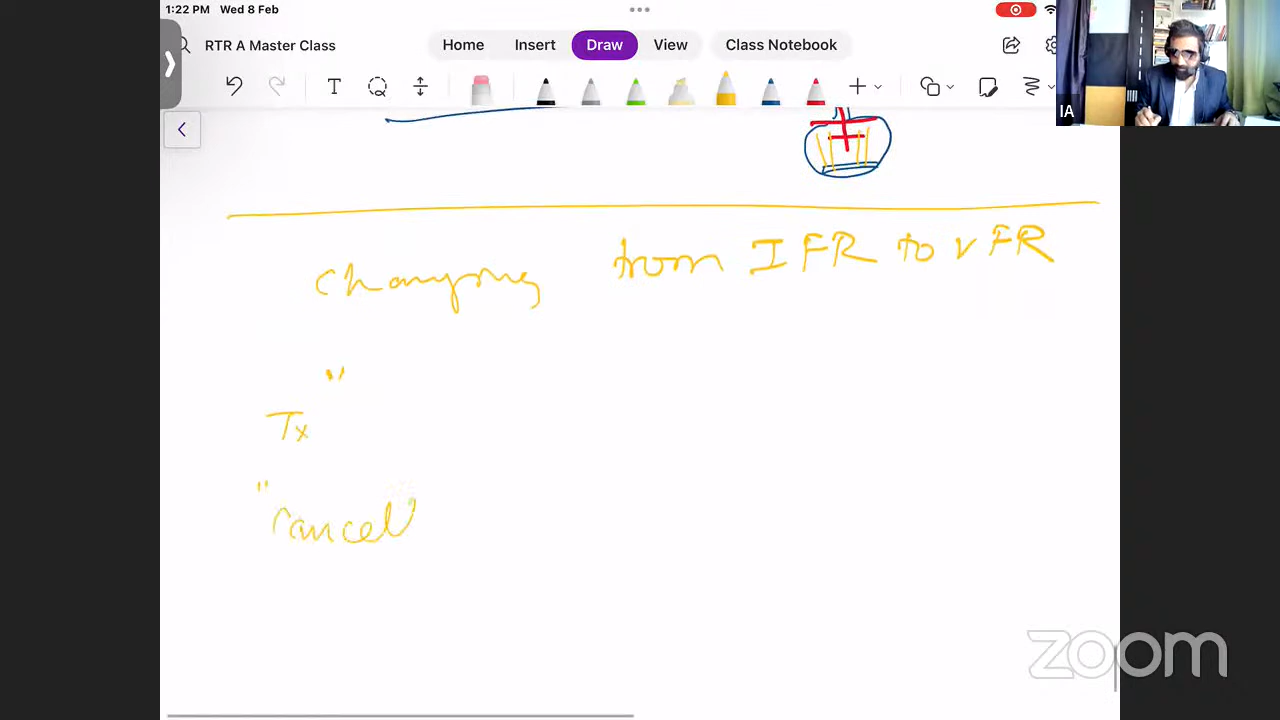 1:22 PM Wed 8 Feb
RTR A Master Class
Home Insert Draw View Class Notebook
IA
changing from IFR to VFR
"
Tx
"cancel
zoom